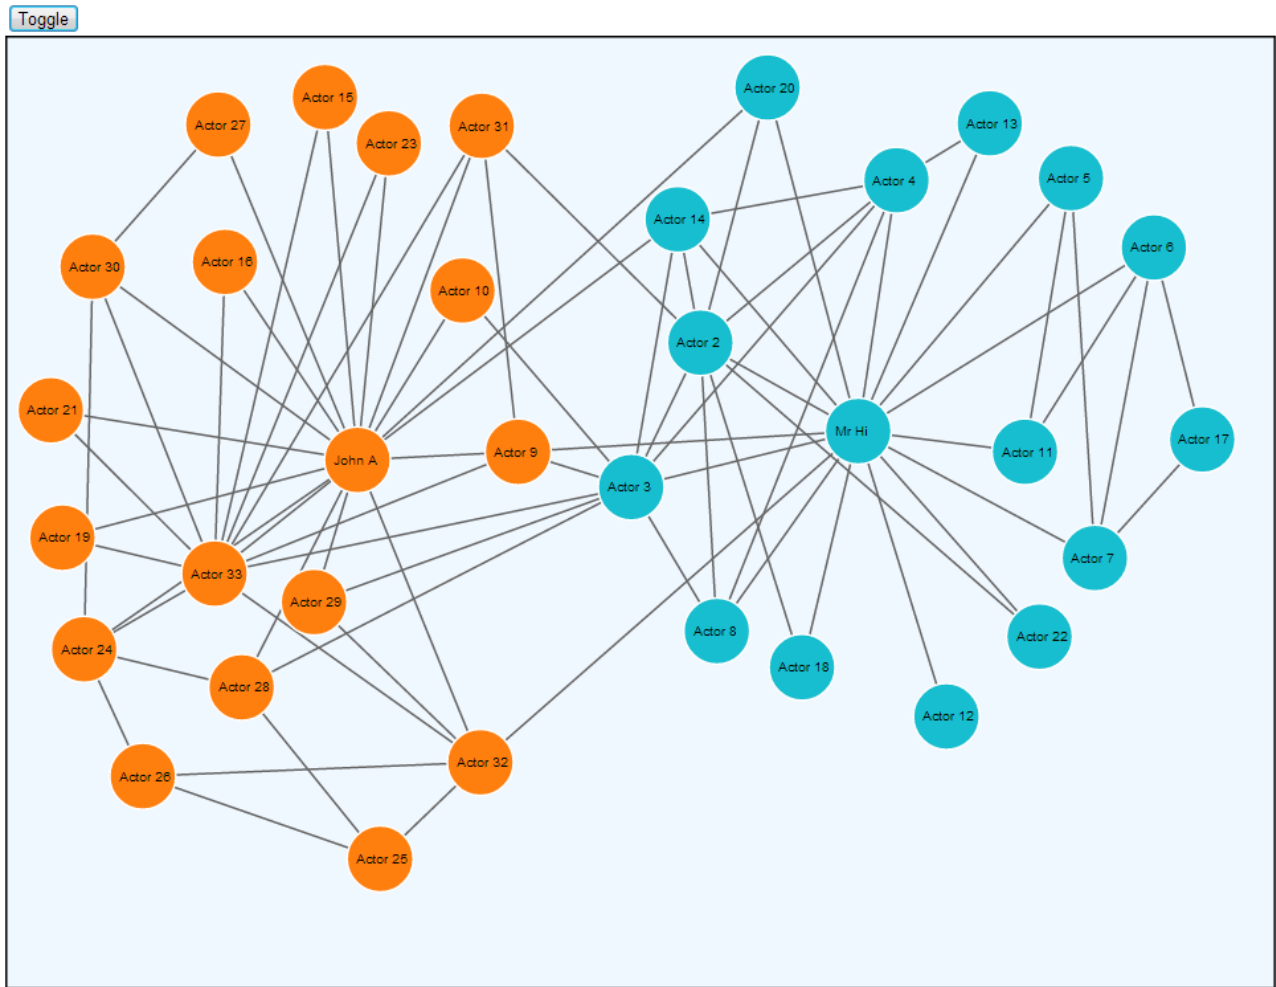 Toggle
Actor 20
Actor 15
Actor 27
Actor 31
Actor 13
Actor 23
Actor 5
Actor 4
Actor 14
Actor 6
Actor 16
Actor 30
Actor 10
Actor 2
Actor 21
Mr Hi
Actor 17
Actor 9
Actor 11
John A
Actor 3
Actor 19
Actor 7
Actor 33
Actor 29
Actor 8
Actor 22
Actor 24
Actor 18
Actor 28
Actor 12
Actor 32
Actor 26
Actor 25